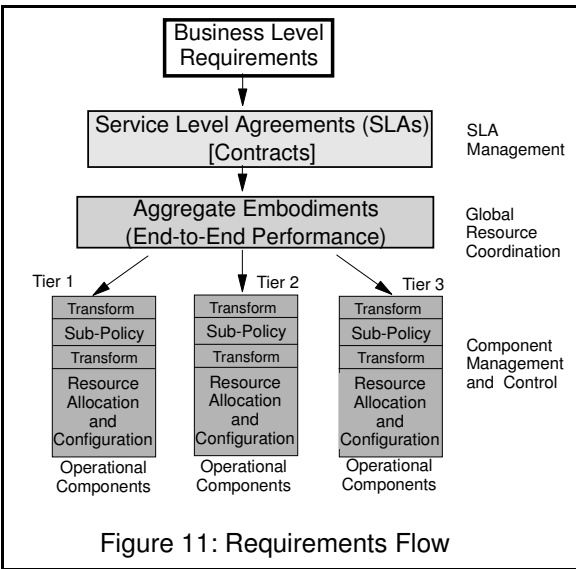 Business Level
Requirements
Service Level Agreements (SLAs)
[Contracts]
SLA
Management
Aggregate Embodiments
(End-to-End Performance)
Global
Resource
Coordination
Tier 1
Tier 2
Tier 3
Transform
Sub-Policy
Transform
Resource
Allocation
and
Configuration
Operational
Components
Transform
Sub-Policy
Transform
Resource
Allocation
and
Configuration
Operational
Components
Transform
Sub-Policy
Transform
Resource
Allocation
and
Configuration
Operational
Components
Component
Management
and Control
Figure 11: Requirements Flow